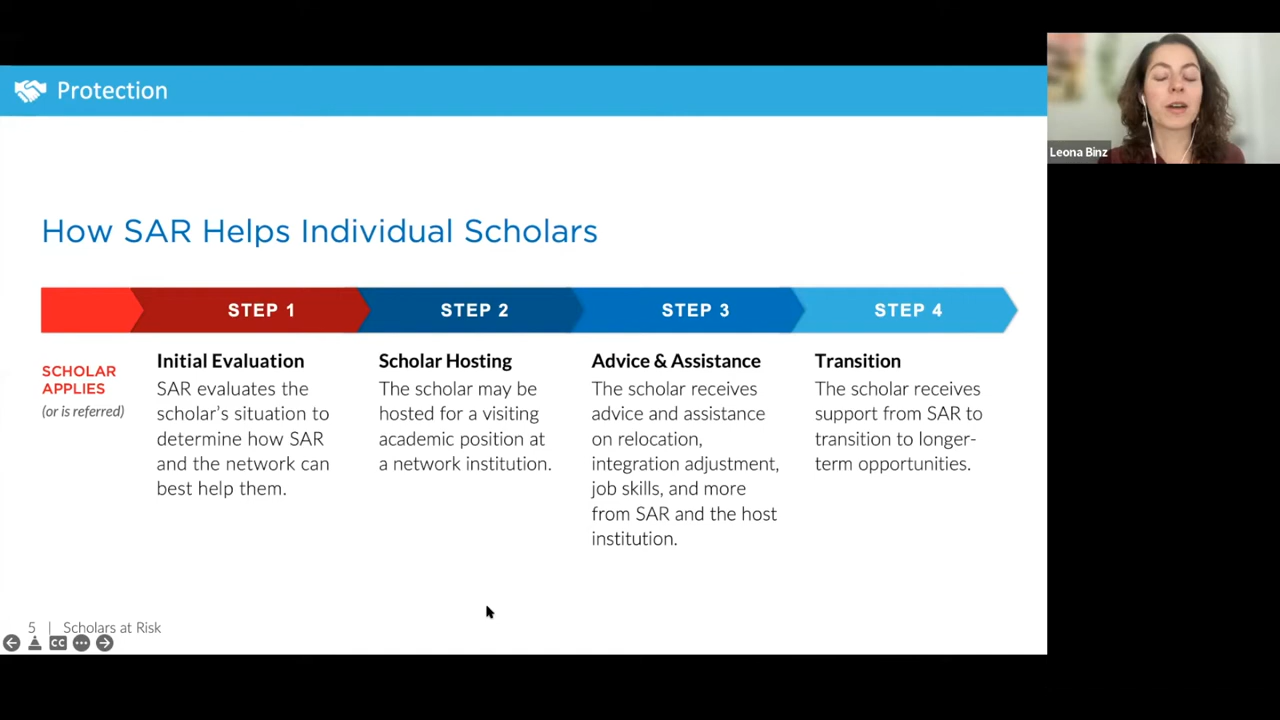 Protection
Leona Binz
How SAR Helps Individual Scholars
STEP 1
STEP 2
STEP 3
STEP 4
SCHOLAR
APPLIES
(or is referred)
Initial Evaluation
SAR evaluates the
scholar's situation to
determine how SAR
and the network can
best help them.
Scholar Hosting
The scholar may be
hosted for a visiting
academic position at
a network institution.
Advice & Assistance
The scholar receives
advice and assistance
on relocation,
integration adjustment,
job skills, and more
from SAR and the host
institution.
Transition
The scholar receives
support from SAR to
transition to longer-
term opportunities.
5 | Scholars at Risk
CC